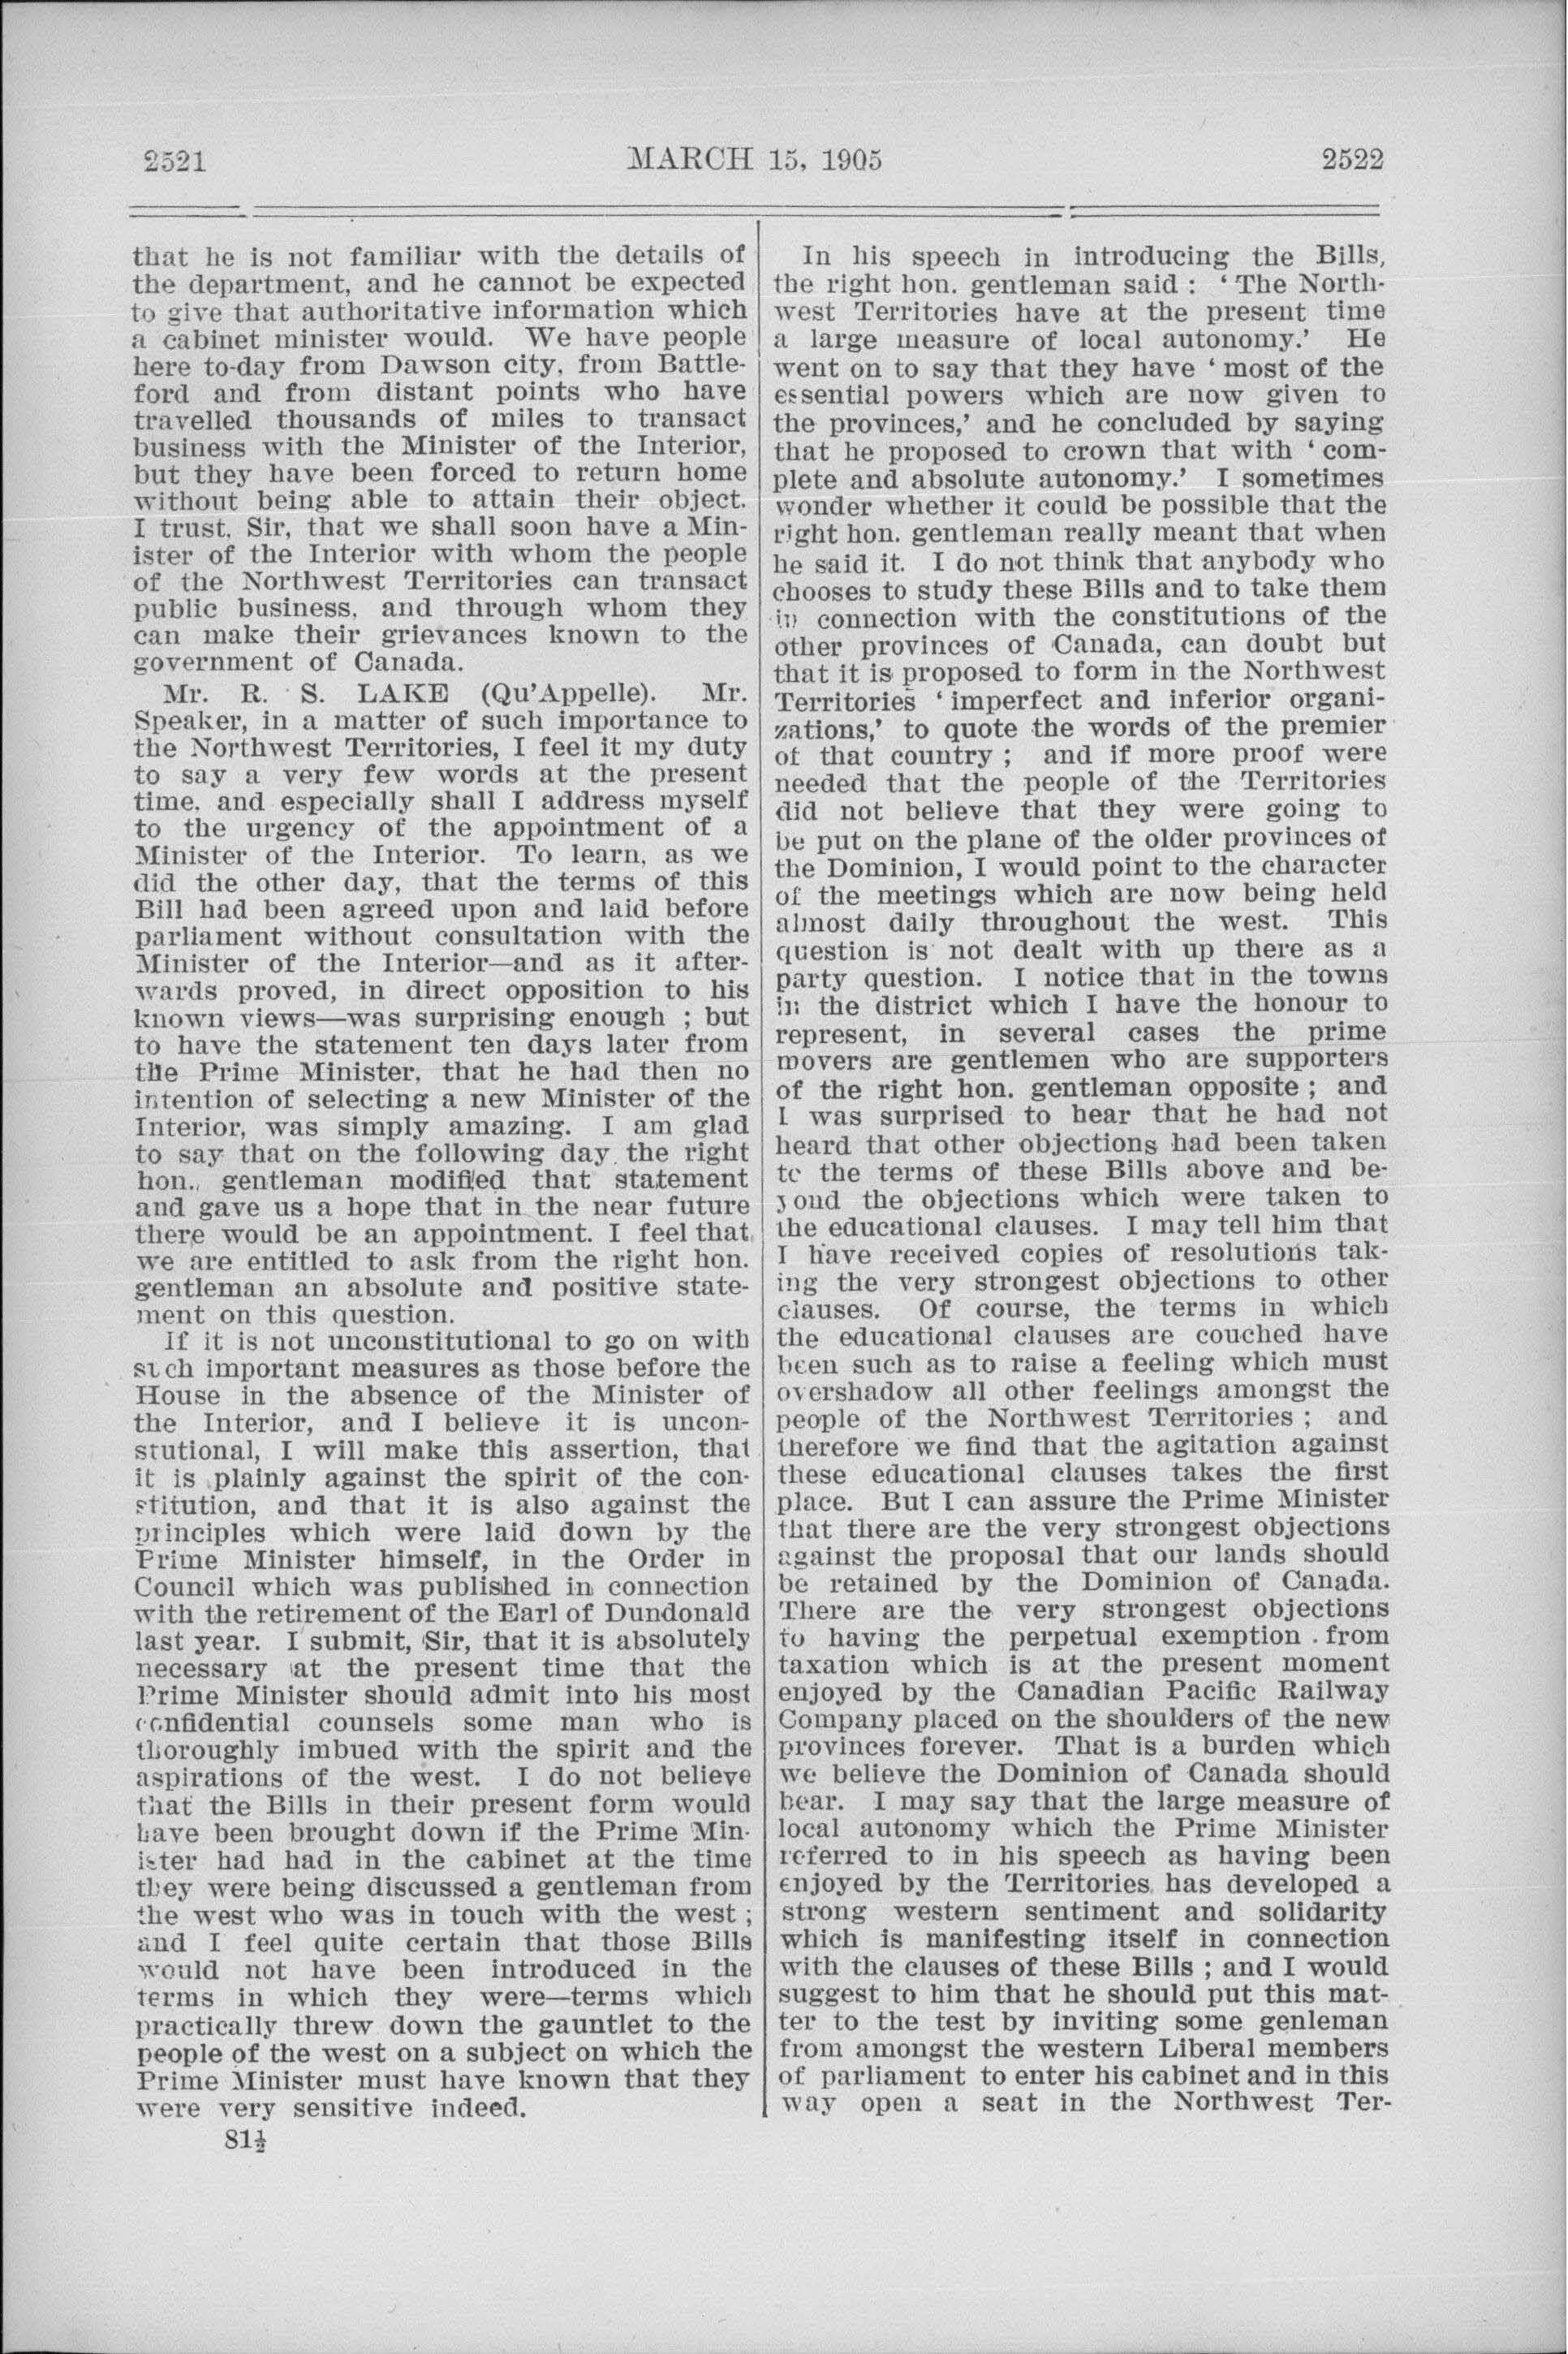 2521
MARCH 15, 1905
2522
that he is not familiar with the details of
the department, and he cannot be expected
to give that authoritative information which
a cabinet minister would. We have people
here to-day from Dawson city, from Battle-
ford and from distant points who have
travelled thousands of miles to transact
business with the Minister of the Interior,
but they have been forced to return home
without being able to attain their object.
I trust, Sir, that we shall soon have a Min-
ister of the Interior with whom the people
of the Northwest Territories can transact
public business, and through whom they
can make their grievances known to the
government of Canada.
Mr. R. S. LAKE (Qu'Appelle). Mr.
Speaker, in a matter of such importance to
the Northwest Territories, I feel it my duty
to say a very few words at the present
time, and especially shall I address myself
to the urgency of the appointment of a
Minister of the Interior. To learn, as we
did the other day, that the terms of this
Bill had been agreed upon and laid before
parliament without consultation with the
Minister of the Interior—and as it after-
wards proved, in direct opposition to his
known views—was surprising enough ; but
to have the statement ten days later from
the Prime Minister, that he had then no
intention of selecting a new Minister of the
Interior, was simply amazing. I am glad
to say that on the following day the right
hon., gentleman modified that statement
and gave us a hope that in the near future
there would be an appointment. I feel that
we are entitled to ask from the right hon.
gentleman an absolute and positive state-
ment on this question.
If it is not unconstitutional to go on with
such important measures as those before the
House in the absence of the Minister of
the Interior, and I believe it is uncon-
stutional, I will make this assertion, that
it is plainly against the spirit of the con-
stitution, and that it is also against the
principles which were laid down by the
Prime Minister himself, in the Order in
Council which was published in connection
with the retirement of the Earl of Dundonald
last year. I submit, Sir, that it is absolutely
necessary at the present time that the
Prime Minister should admit into his most
confidential counsels some man who is
thoroughly imbued with the spirit and the
aspirations of the west. I do not believe
that the Bills in their present form would
have been brought down if the Prime Min-
ister had had in the cabinet at the time
they were being discussed a gentleman from
the west who was in touch with the west ;
and I feel quite certain that those Bills
would not have been introduced in the
terms in which they were—terms which
practically threw down the gauntlet to the
people of the west on a subject on which the
Prime Minister must have known that they
were very sensitive indeed.
81½
In his speech in introducing the Bills,
the right hon. gentleman said : ' The North-
west Territories have at the present time
a large measure of local autonomy.' He
went on to say that they have ' most of the
essential powers which are now given to
the provinces,' and he concluded by saying
that he proposed to crown that with ' com-
plete and absolute autonomy.' I sometimes
wonder whether it could be possible that the
right hon. gentleman really meant that when
he said it. I do not think that anybody who
chooses to study these Bills and to take them
in connection with the constitutions of the
other provinces of Canada, can doubt but
that it is proposed to form in the Northwest
Territories ' imperfect and inferior organi-
zations,' to quote the words of the premier
of that country ; and if more proof were
needed that the people of the Territories
did not believe that they were going to
be put on the plane of the older provinces of
the Dominion, I would point to the character
of the meetings which are now being held
almost daily throughout the west. This
question is not dealt with up there as a
party question. I notice that in the towns
in the district which I have the honour to
represent, in several cases the prime
movers are gentlemen who are supporters
of the right hon. gentleman opposite ; and
I was surprised to hear that he had not
heard that other objections had been taken
to the terms of these Bills above and be-
yond the objections which were taken to
the educational clauses. I may tell him that
I have received copies of resolutions tak-
ing the very strongest objections to other
clauses. Of course, the terms in which
the educational clauses are couched have
been such as to raise a feeling which must
overshadow all other feelings amongst the
people of the Northwest Territories ; and
therefore we find that the agitation against
these educational clauses takes the first
place. But I can assure the Prime Minister
that there are the very strongest objections
against the proposal that our lands should
be retained by the Dominion of Canada.
There are the very strongest objections
to having the perpetual exemption . from
taxation which is at the present moment
enjoyed by the Canadian Pacific Railway
Company placed on the shoulders of the new
provinces forever. That is a burden which
we believe the Dominion of Canada should
bear. I may say that the large measure of
local autonomy which the Prime Minister
referred to in his speech as having been
enjoyed by the Territories has developed a
strong western sentiment and solidarity
which is manifesting itself in connection
with the clauses of these Bills ; and I would
suggest to him that he should put this mat-
ter to the test by inviting some genleman
from amongst the western Liberal members
of parliament to enter his cabinet and in this
way open a seat in the Northwest Ter-